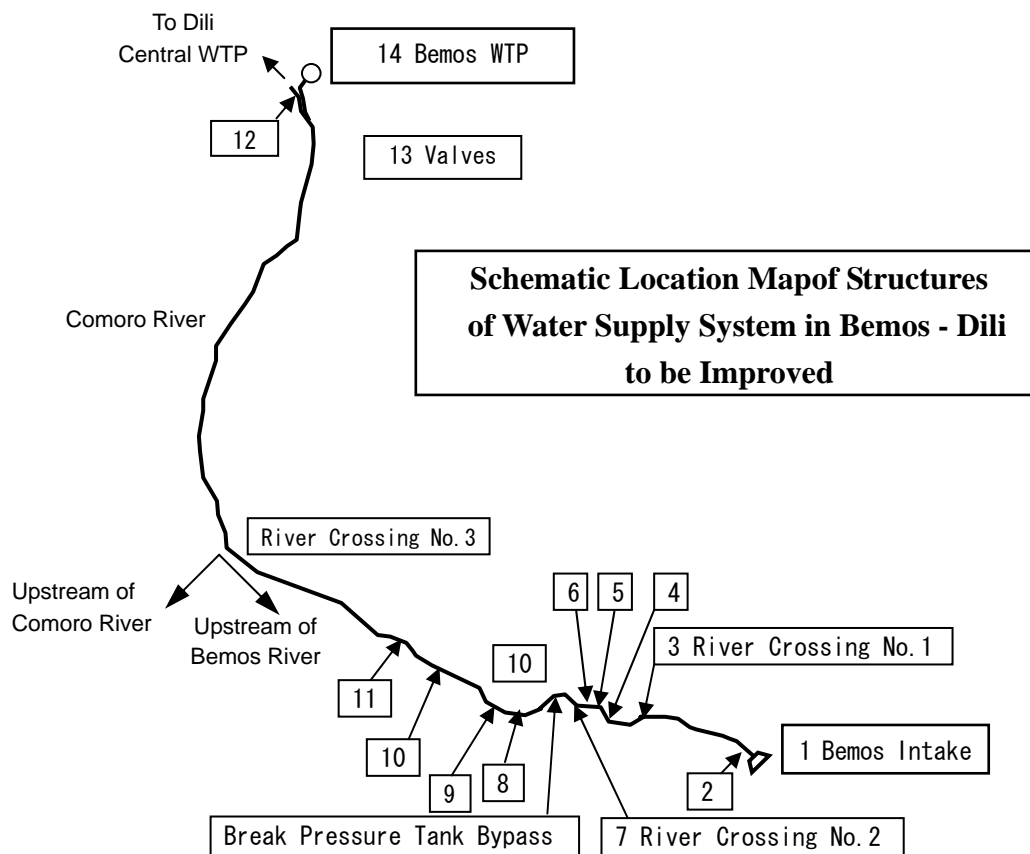 To Dili
Central WTP
14 Bemos WTP
12
13 Valves
Schematic Location Mapof Structures
of Water Supply System in Bemos - Dili
to be Improved
Comoro River
River Crossing No.3
Upstream of
Comoro River
Upstream of
Bemos River
6
5
4
3 River Crossing No.1
10
11
10
9
8
2
1 Bemos Intake
Break Pressure Tank Bypass
7 River Crossing No.2